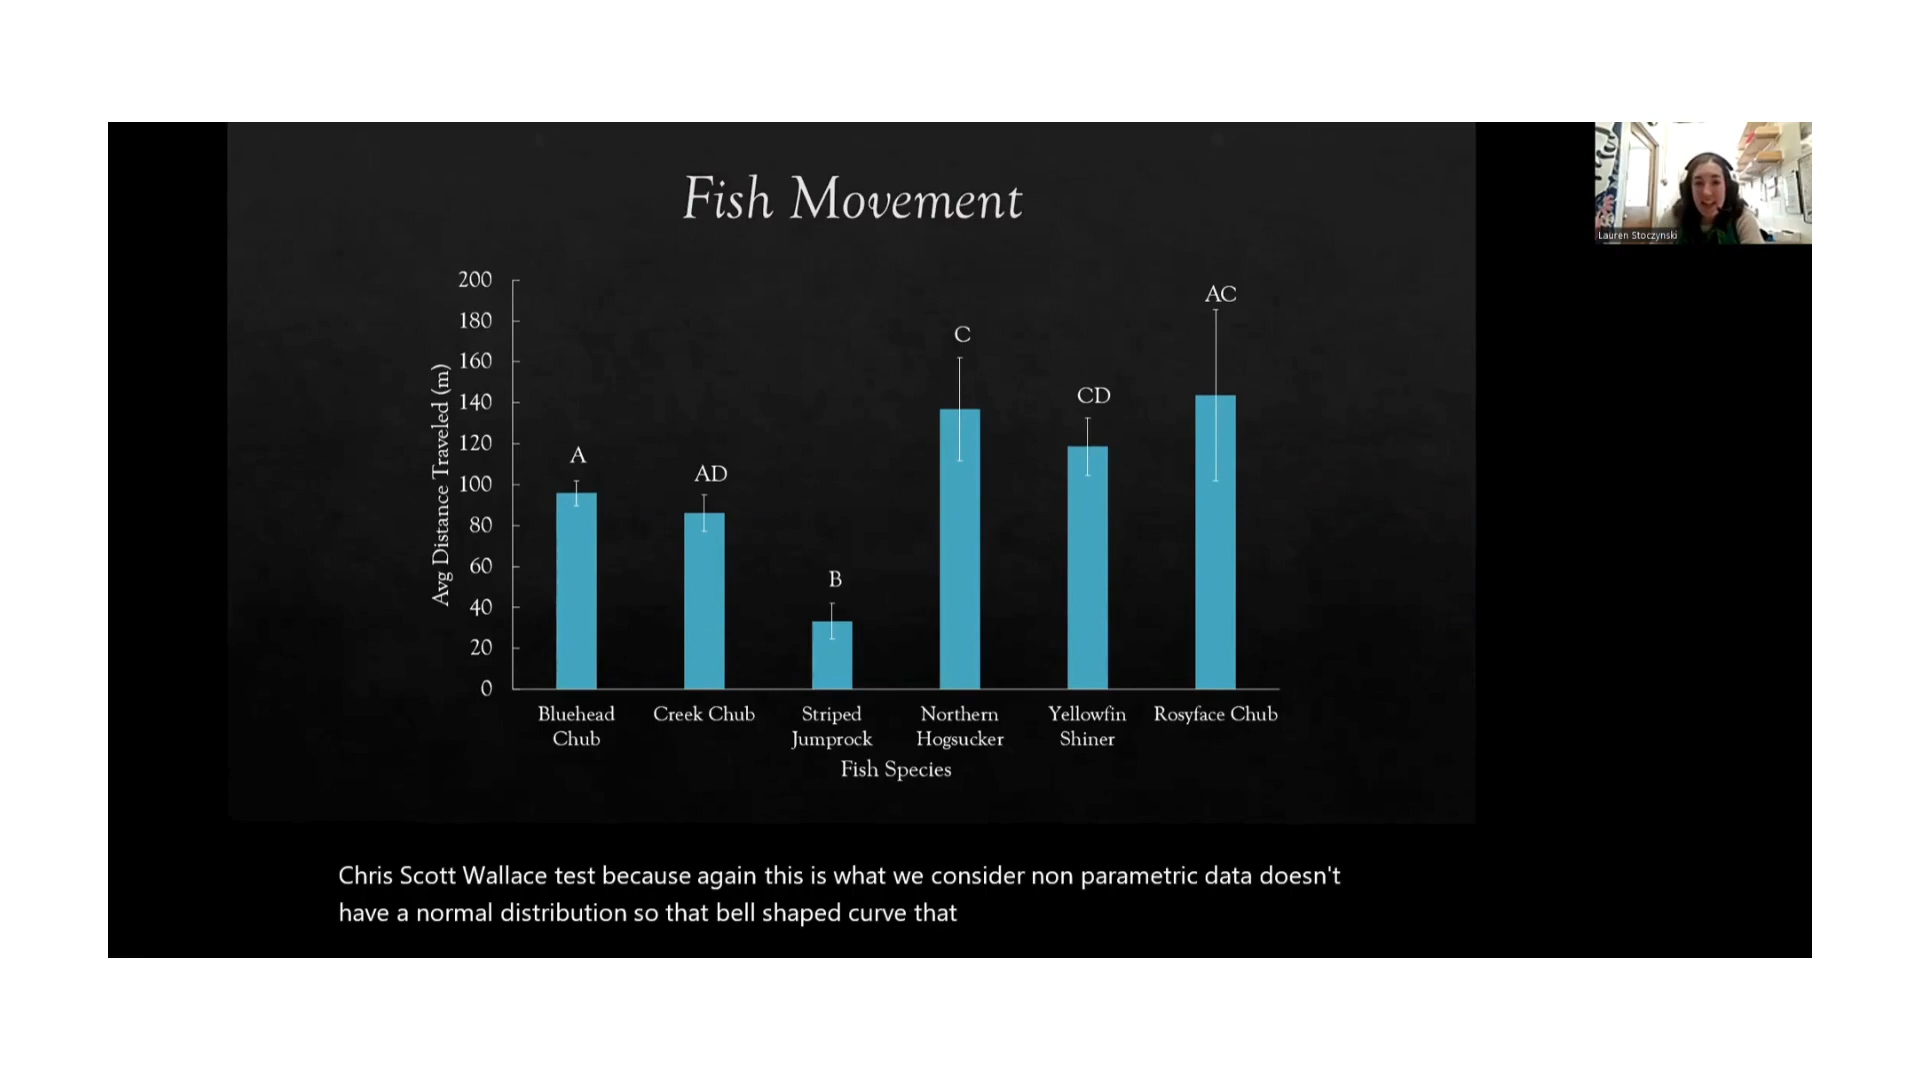 Fish Movement
Lauren Stoczynski
200
180
160
140
120
100
80
60
40
20
0
Avg Distance Traveled (m)
A
AD
B
C
CD
AC
Bluehead Chub
Creek Chub
Striped Jumprock
Northern Hogsucker
Yellowfin Shiner
Rosyface Chub
Fish Species
Chris Scott Wallace test because again this is what we consider non parametric data doesn't
have a normal distribution so that bell shaped curve that